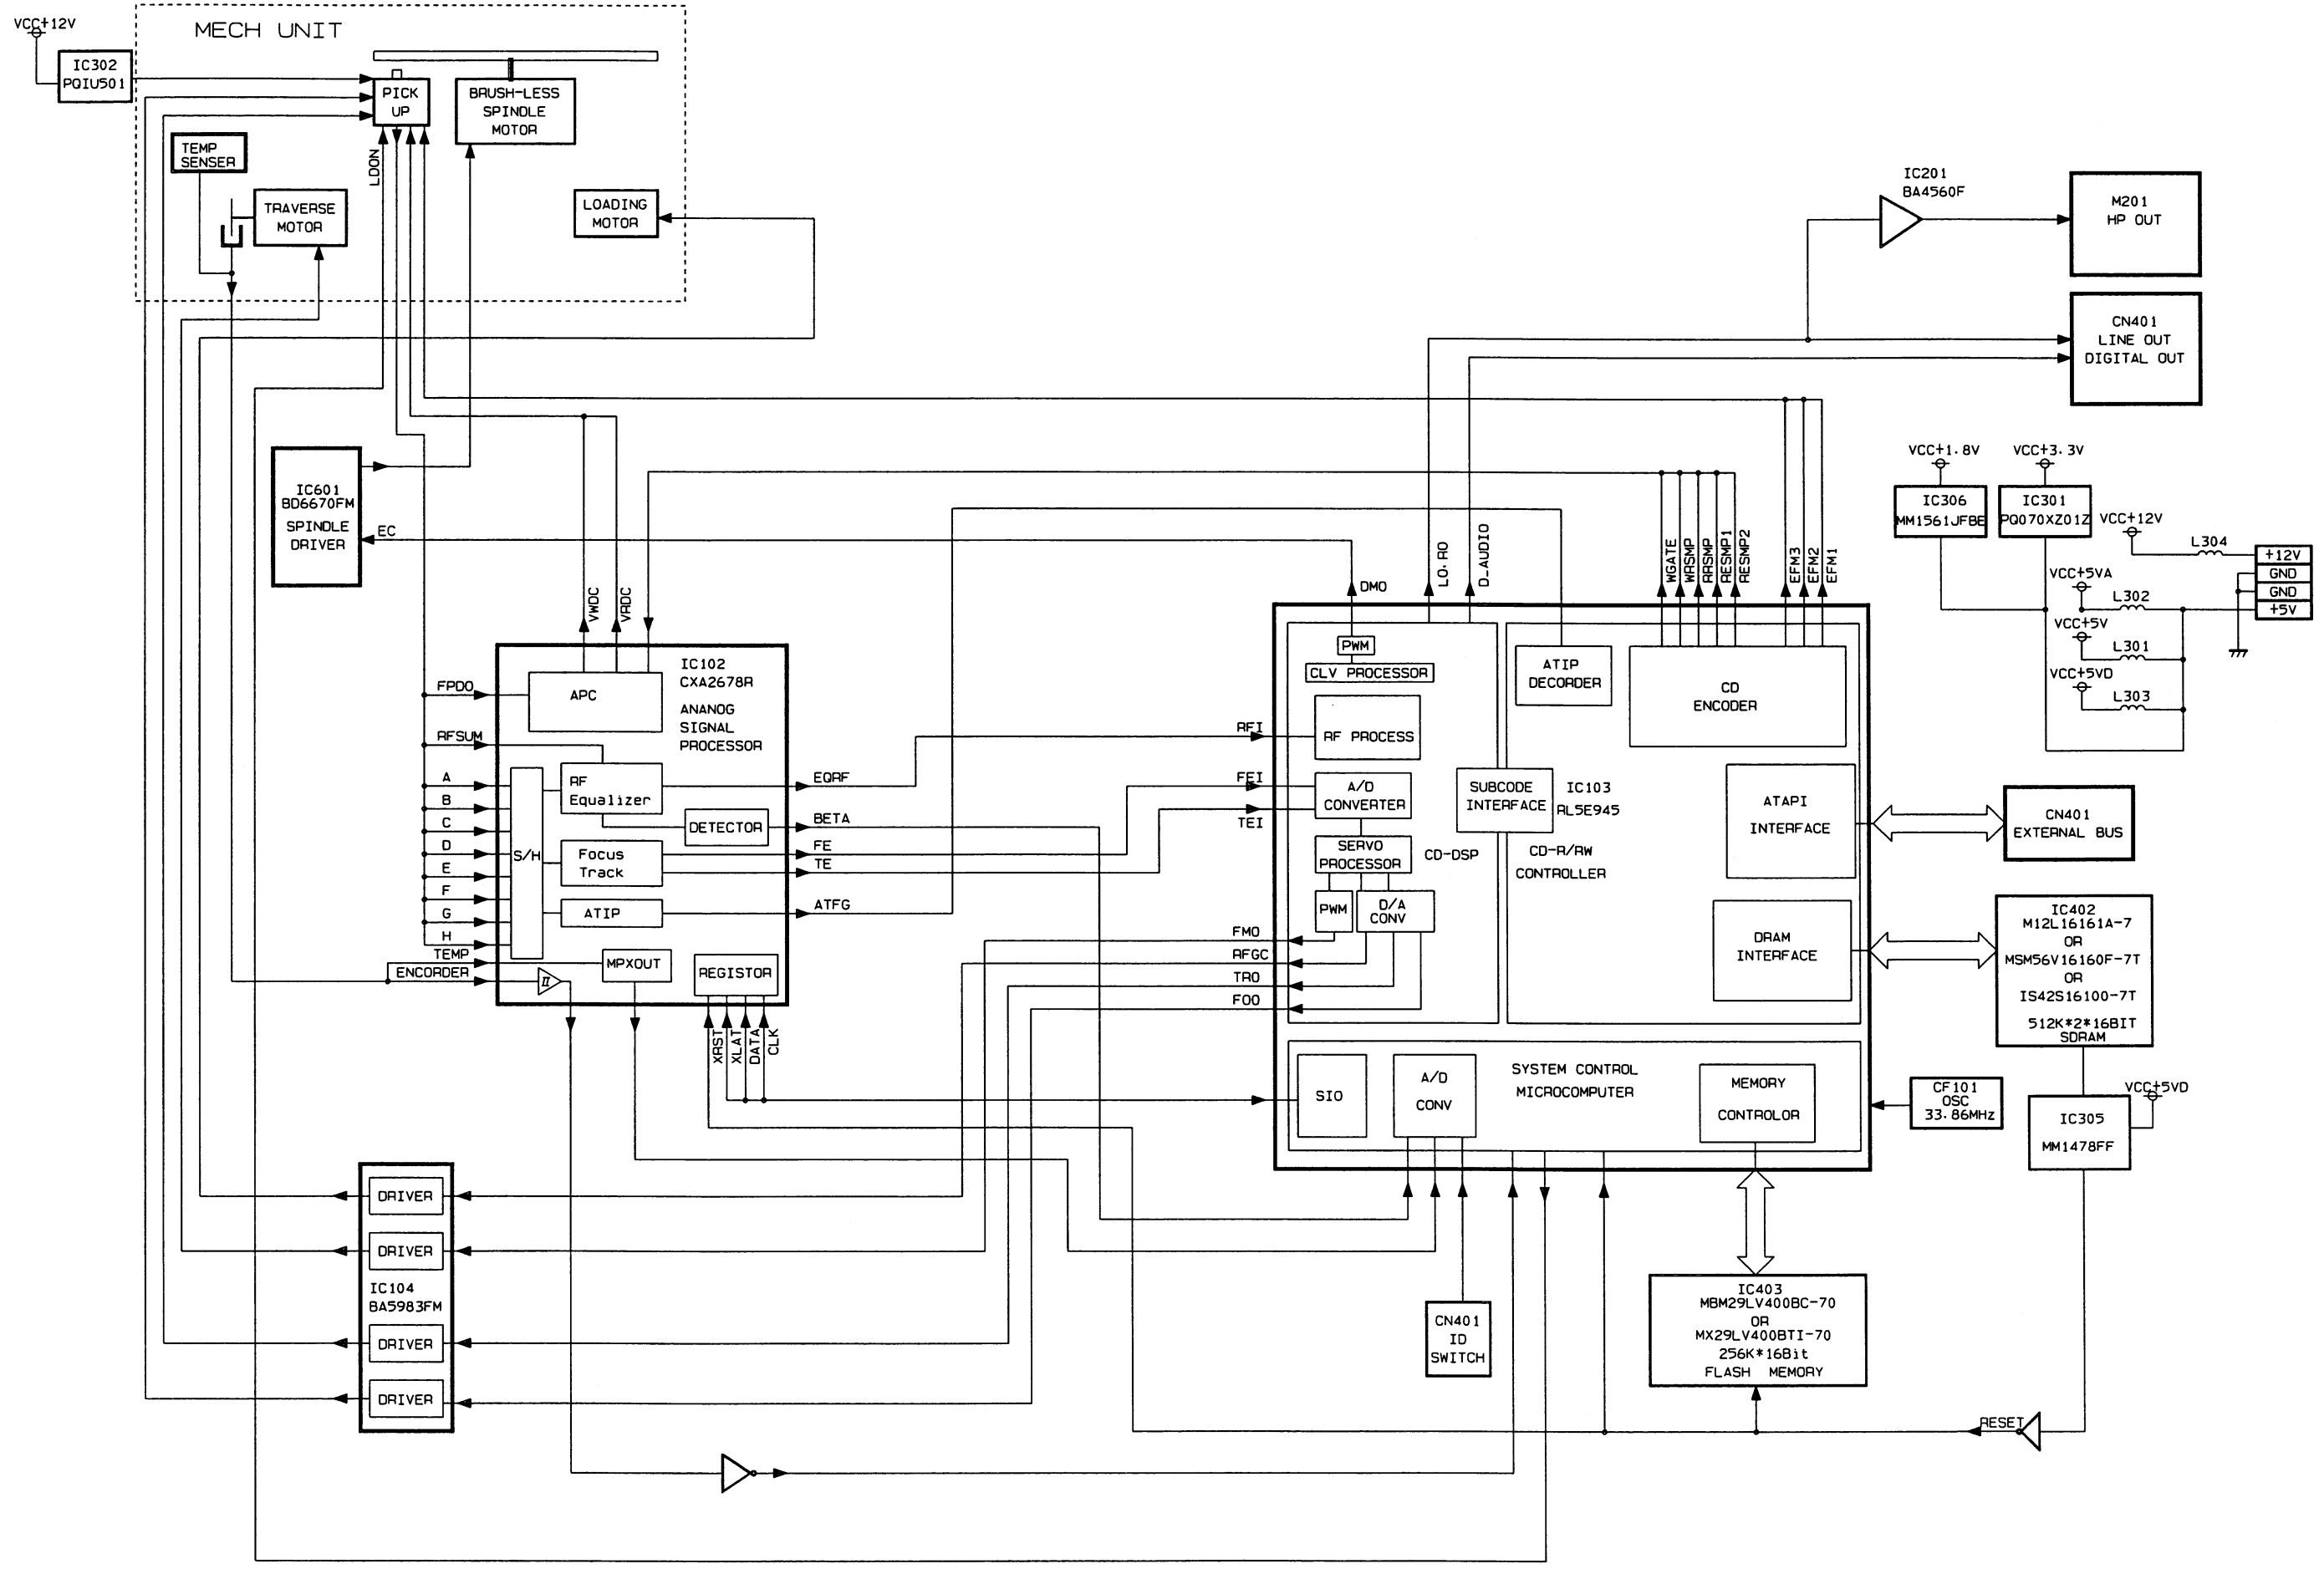 VCC+12V
MECH UNIT
IC302
PQIU501
PICK
UP
BRUSH-LESS
SPINDLE
MOTOR
TEMP
SENSER
LDON
TRAVERSE
MOTOR
LOADING
MOTOR
IC201
BA4560F
M201
HP OUT
CN401
LINE OUT
DIGITAL OUT
IC601
BD6670FM
SPINDLE
DRIVER
EC
VWDC
VRDC
DMO
LO.RO
D_AUDIO
WGATE
WRSMP
RRSMP
RESMP1
RESMP2
EFM3
EFM2
EFM1
VCC+1.8V
VCC+3.3V
IC306
MM1561JFBE
IC301
PQ070XZ01Z
VCC+12V
L304
+12V
GND
GND
+5V
VCC+5VA
L302
VCC+5V
L301
VCC+5VD
L303
IC102
CXA2678R
ANANOG
SIGNAL
PROCESSOR
APC
FPDO
RFSUM
RF
Equalizer
DETECTOR
S/H
Focus
Track
ATIP
MPXOUT
REGISTOR
A
B
C
D
E
F
G
H
TEMP
ENCORDER
EQRF
BETA
FE
TE
ATFG
XRST
XLAT
DATA
CLK
PWM
CLV PROCESSOR
RFI
RF PROCESS
FEI
TEI
A/D
CONVERTER
SERVO
PROCESSOR
CD-DSP
PWM
D/A
CONV
FMO
RFGC
TRO
FOO
ATIP
DECORDER
CD
ENCODER
SUBCODE
INTERFACE
IC103
RL5E945
CD-R/RW
CONTROLLER
ATAPI
INTERFACE
DRAM
INTERFACE
CN401
EXTERNAL BUS
IC402
M12L16161A-7
OR
MSM56V16160F-7T
OR
IS42S16100-7T
512K*2*16BIT
SDRAM
SIO
A/D
CONV
SYSTEM CONTROL
MICROCOMPUTER
MEMORY
CONTROLOR
CF101
OSC
33.86MHz
VCC+5VD
IC305
MM1478FF
DRIVER
DRIVER
IC104
BA5983FM
DRIVER
DRIVER
CN401
ID
SWITCH
IC403
MBM29LV400BC-70
OR
MX29LV400BTI-70
256K*16Bit
FLASH MEMORY
RESET